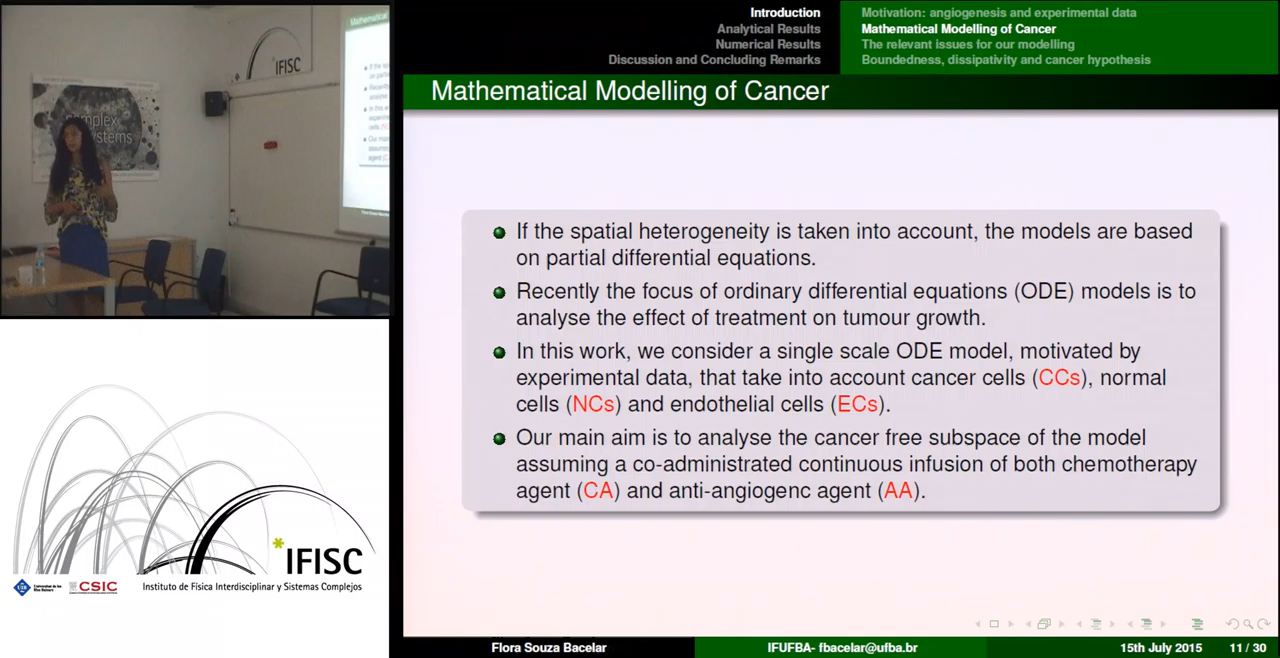 Introduction
Analytical Results
Numerical Results
Discussion and Concluding Remarks
Motivation: angiogenesis and experimental data
Mathematical Modelling of Cancer
The relevant issues for our modelling
Boundedness, dissipativity and cancer hypothesis
Mathematical Modelling of Cancer
If the spatial heterogeneity is taken into account, the models are based
on partial differential equations.
Recently the focus of ordinary differential equations (ODE) models is to
analyse the effect of treatment on tumour growth.
In this work, we consider a single scale ODE model, motivated by
experimental data, that take into account cancer cells (CCs), normal
cells (NCs) and endothelial cells (ECs).
Our main aim is to analyse the cancer free subspace of the model
assuming a co-administrated continuous infusion of both chemotherapy
agent (CA) and anti-angiogenc agent (AA).
Flora Souza Bacelar
IFUFBA- fbacelar@ufba.br
15th July 2015
11 / 30
IFISC
complex
systems
IFISC
CSIC
Instituto de Física Interdisciplinar y Sistemas Complejos